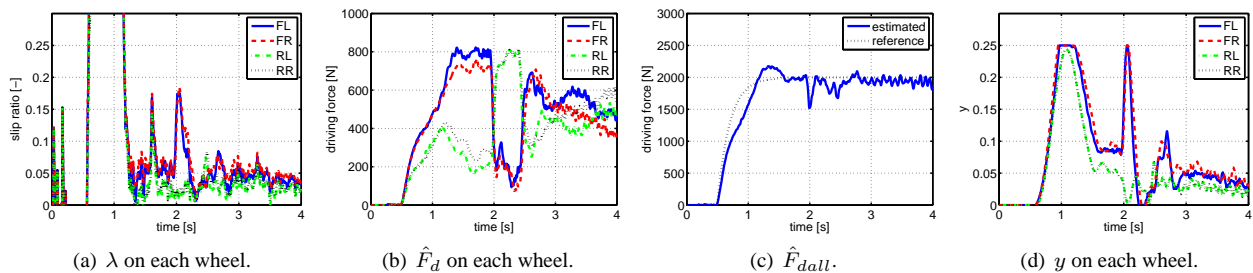 0.25
0.2
0.15
0.1
0.05
0
slip ratio [−]
0 1 2 3 4
time [s]
FL
FR
RL
RR
(a) λ on each wheel.
1000
800
600
400
200
0
driving force [N]
0 1 2 3 4
time [s]
FL
FR
RL
RR
(b) F̂_d on each wheel.
3000
2500
2000
1500
1000
500
0
driving force [N]
0 1 2 3 4
time [s]
estimated
reference
(c) F̂_dall.
0.3
0.25
0.2
0.15
0.1
0.05
0
y
0 1 2 3 4
time [s]
FL
FR
RL
RR
(d) y on each wheel.